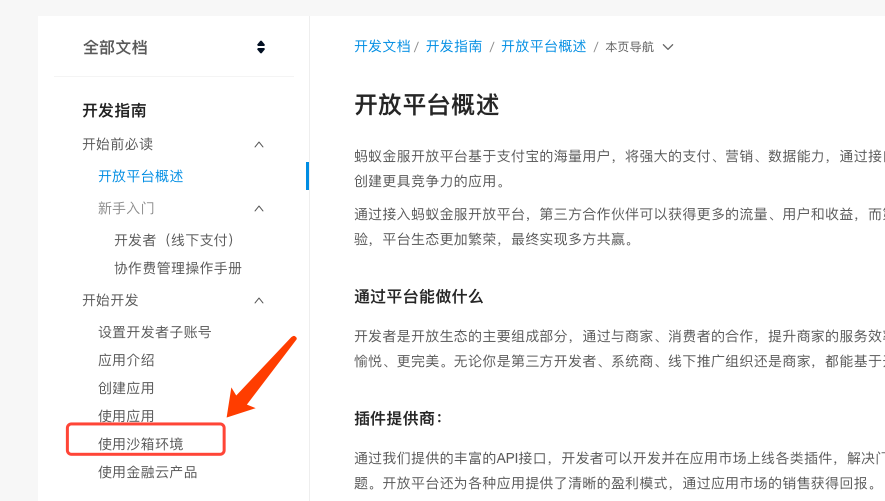 全部文档
开发指南
开始前必读
开放平台概述
新手入门
开发者（线下支付）
协作费管理操作手册
开始开发
设置开发者子账号
应用介绍
创建应用
使用应用
使用沙箱环境
使用金融云产品
开发文档 / 开发指南 / 开放平台概述 / 本页导航
开放平台概述
蚂蚁金服开放平台基于支付宝的海量用户，将强大的支付、营销、数据能力，通过接
创建更具竞争力的应用。
通过接入蚂蚁金服开放平台，第三方合作伙伴可以获得更多的流量、用户和收益，而
验，平台生态更加繁荣，最终实现多方共赢。
通过平台能做什么
开发者是开放生态的主要组成部分，通过与商家、消费者的合作，提升商家的服务效
愉悦、更完美。无论你是第三方开发者、系统商、线下推广组织还是商家，都能基于
插件提供商：
通过我们提供的丰富的API接口，开发者可以开发并在应用市场上线各类插件，解决
题。开放平台还为各种应用提供了清晰的盈利模式，通过应用市场的销售获得回报。